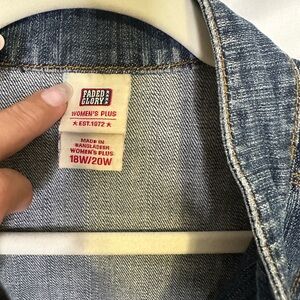 FADED
GLORY
WOMEN'S PLUS
★ EST.1972 ★
MADE IN
BANGLADESH
WOMEN'S PLUS
18W/20W